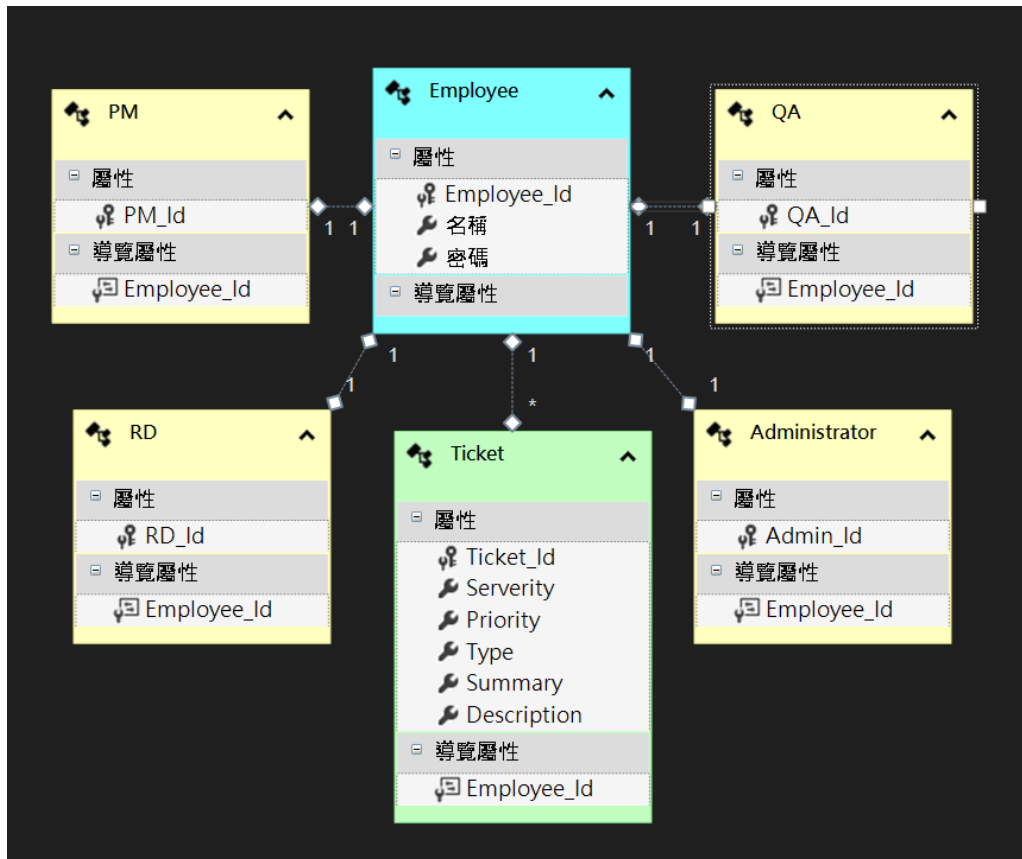 PM
屬性
PM_Id
導覽屬性
Employee_Id
Employee
屬性
Employee_Id
名稱
密碼
導覽屬性
QA
屬性
QA_Id
導覽屬性
Employee_Id
1 1
1 1
1
1
1
*
1
1
RD
屬性
RD_Id
導覽屬性
Employee_Id
Ticket
屬性
Ticket_Id
Serverity
Priority
Type
Summary
Description
導覽屬性
Employee_Id
Administrator
屬性
Admin_Id
導覽屬性
Employee_Id